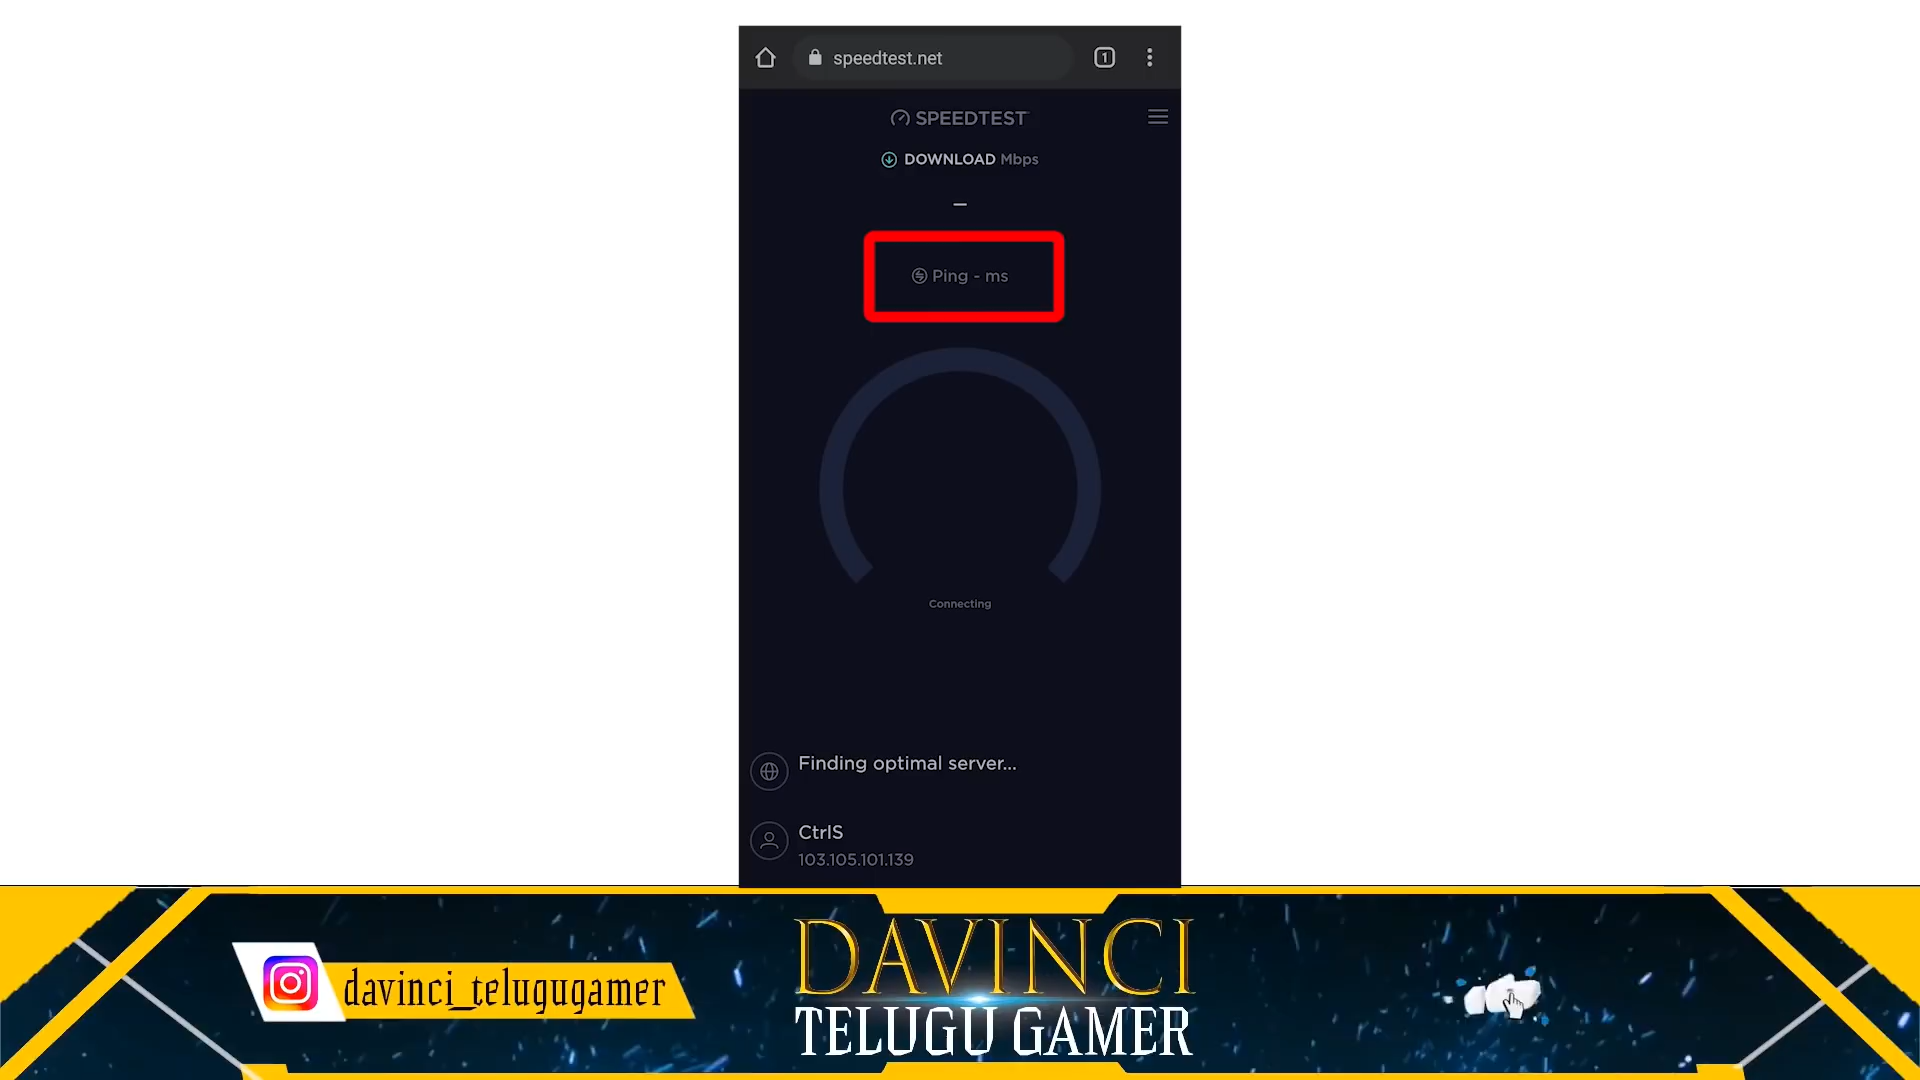 speedtest.net
1
SPEEDTEST
DOWNLOAD Mbps
–
Ping - ms
Connecting
Finding optimal server...
CtrlS
103.105.101.139
davinci_telugugamer
DAVINCI
TELUGU GAMER